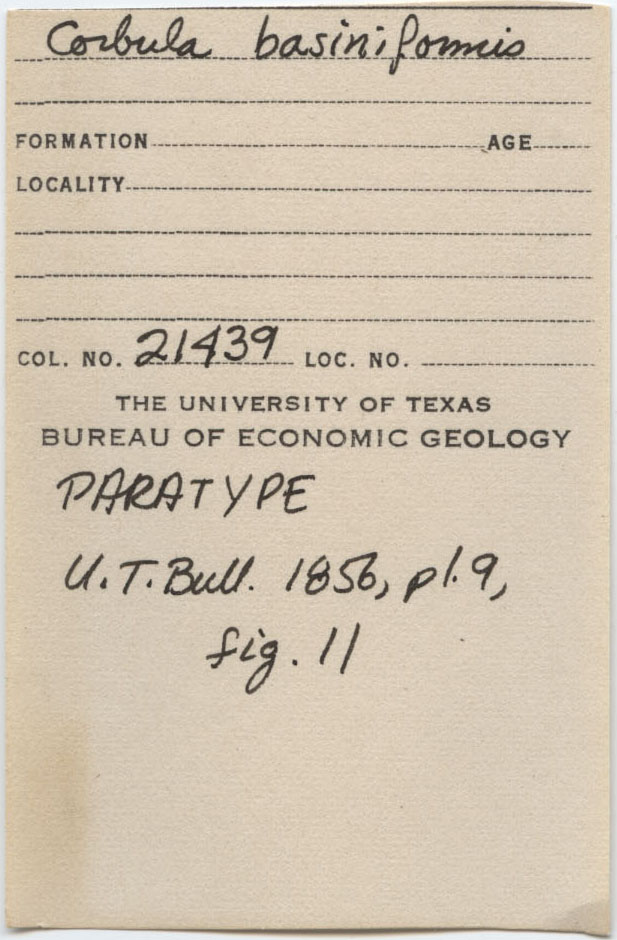 Corbula basiniformis
FORMATION AGE
LOCALITY
COL. NO. 21439 LOC. NO.
THE UNIVERSITY OF TEXAS
BUREAU OF ECONOMIC GEOLOGY
PARATYPE
U.T. Bull. 1856, pl. 9,
fig. 11